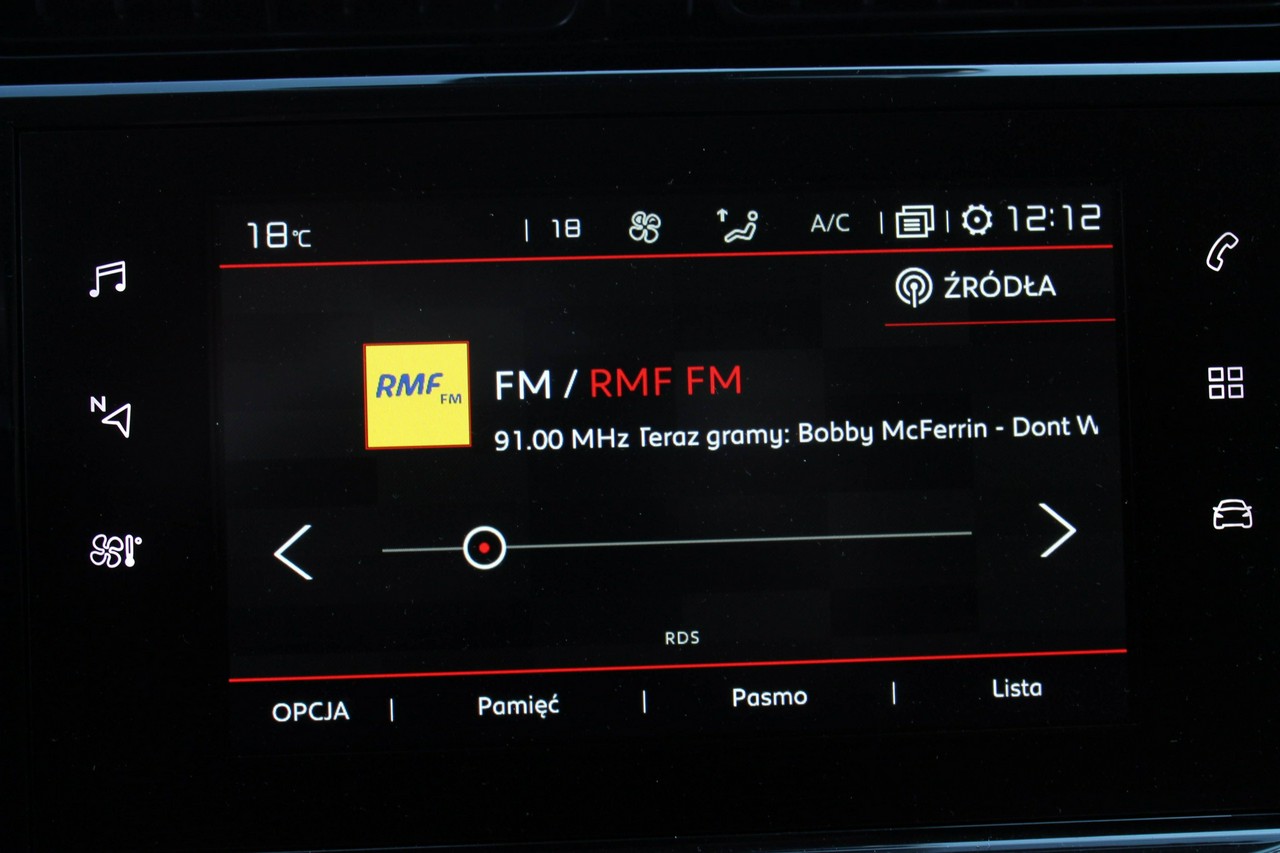 18°C | 18 A/C | | 12:12
ŹRÓDŁA
RMF FM
FM / RMF FM
91.00 MHz Teraz gramy: Bobby McFerrin - Dont W
N
RDS
OPCJA | Pamięć | Pasmo | Lista